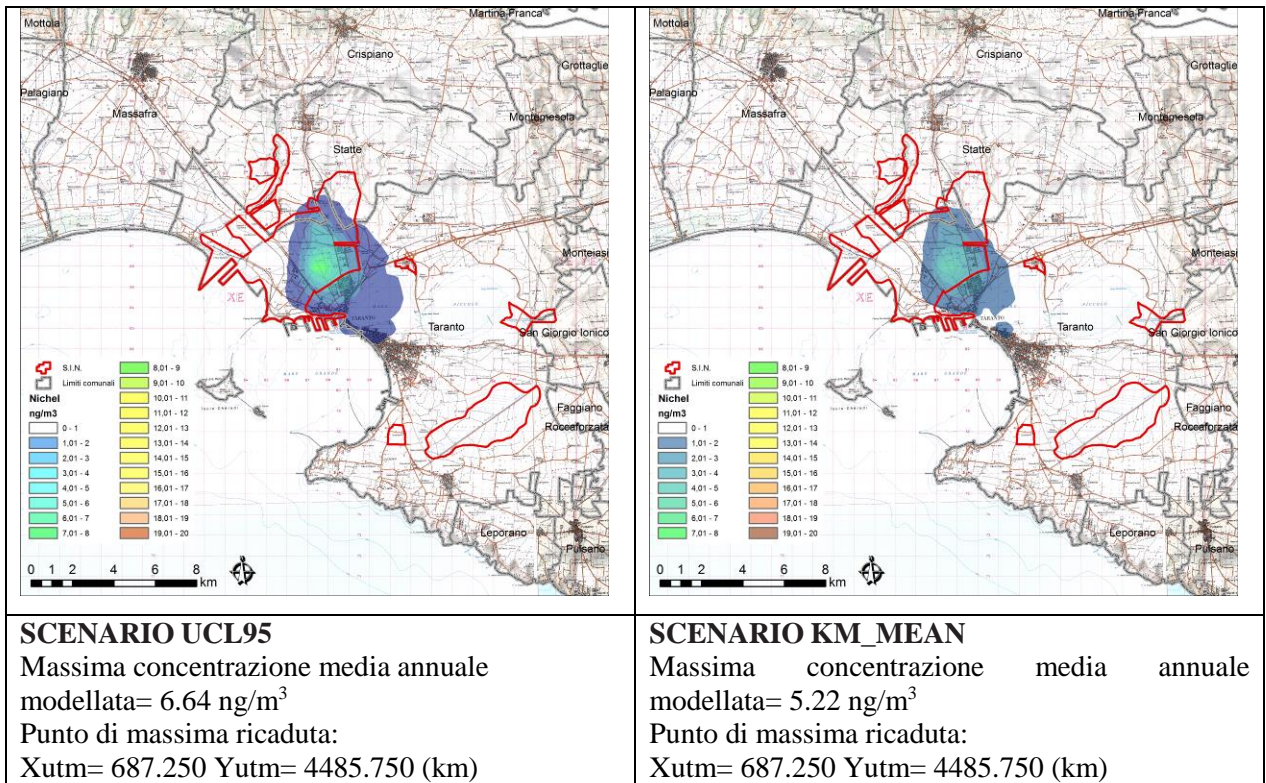 Mottola
Martina Franca
Crispiano
Grottaglie
Palagiano
Massafra
Montemesola
Statte
Monteiasi
XE
TARANTO
Taranto
San Giorgio Ionico
MARE GRANDE
Faggiano
Roccaforzata
Leporano
Pulsano
S.I.N.
Limiti comunali
Nichel
ng/m3
0 - 1
1,01 - 2
2,01 - 3
3,01 - 4
4,01 - 5
5,01 - 6
6,01 - 7
7,01 - 8
8,01 - 9
9,01 - 10
10,01 - 11
11,01 - 12
12,01 - 13
13,01 - 14
14,01 - 15
15,01 - 16
16,01 - 17
17,01 - 18
18,01 - 19
19,01 - 20
0 1 2 4 6 8
km
Mottola
Martina Franca
Crispiano
Grottaglie
Palagiano
Massafra
Montemesola
Statte
Monteiasi
XE
TARANTO
Taranto
San Giorgio Ionico
MARE GRANDE
Faggiano
Roccaforzata
Leporano
Pulsano
S.I.N.
Limiti comunali
Nichel
ng/m3
0 - 1
1,01 - 2
2,01 - 3
3,01 - 4
4,01 - 5
5,01 - 6
6,01 - 7
7,01 - 8
8,01 - 9
9,01 - 10
10,01 - 11
11,01 - 12
12,01 - 13
13,01 - 14
14,01 - 15
15,01 - 16
16,01 - 17
17,01 - 18
18,01 - 19
19,01 - 20
0 1 2 4 6 8
km
SCENARIO UCL95
Massima concentrazione media annuale
modellata= 6.64 ng/m³
Punto di massima ricaduta:
Xutm= 687.250 Yutm= 4485.750 (km)
SCENARIO KM_MEAN
Massima concentrazione media annuale
modellata= 5.22 ng/m³
Punto di massima ricaduta:
Xutm= 687.250 Yutm= 4485.750 (km)